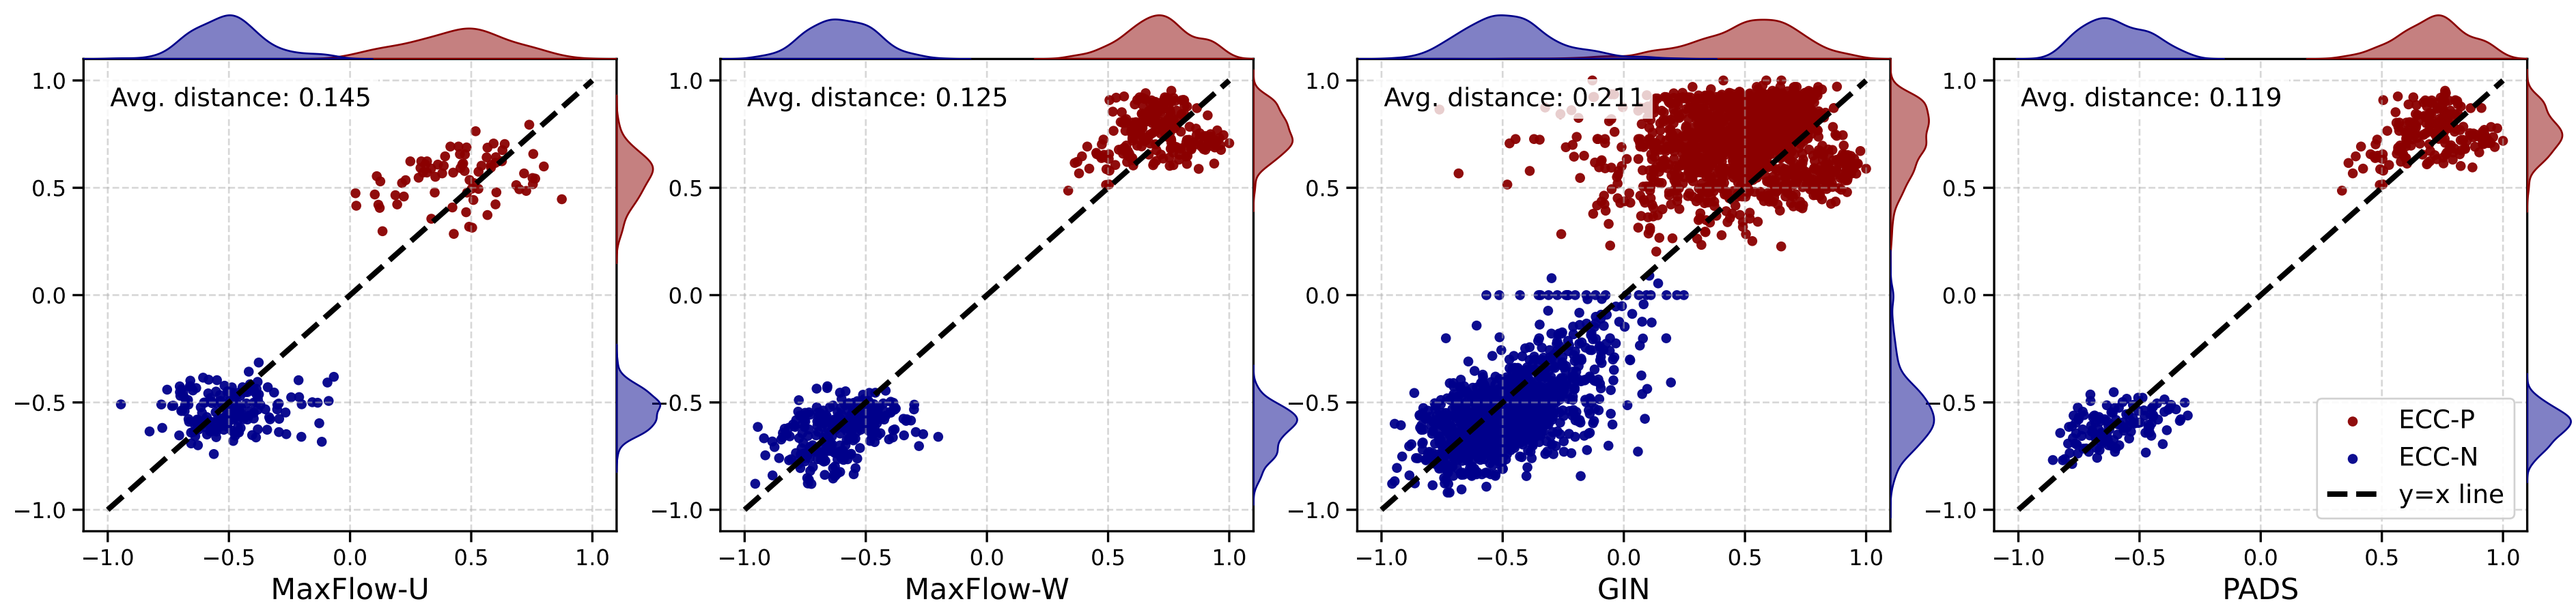 Avg. distance: 0.145
1.0
0.5
0.0
−0.5
−1.0
−1.0 −0.5 0.0 0.5 1.0
MaxFlow-U
Avg. distance: 0.125
1.0
0.5
0.0
−0.5
−1.0
−1.0 −0.5 0.0 0.5 1.0
MaxFlow-W
Avg. distance: 0.211
1.0
0.5
0.0
−0.5
−1.0
−1.0 −0.5 0.0 0.5 1.0
GIN
Avg. distance: 0.119
1.0
0.5
0.0
−0.5
−1.0
ECC-P
ECC-N
y=x line
−1.0 −0.5 0.0 0.5 1.0
PADS